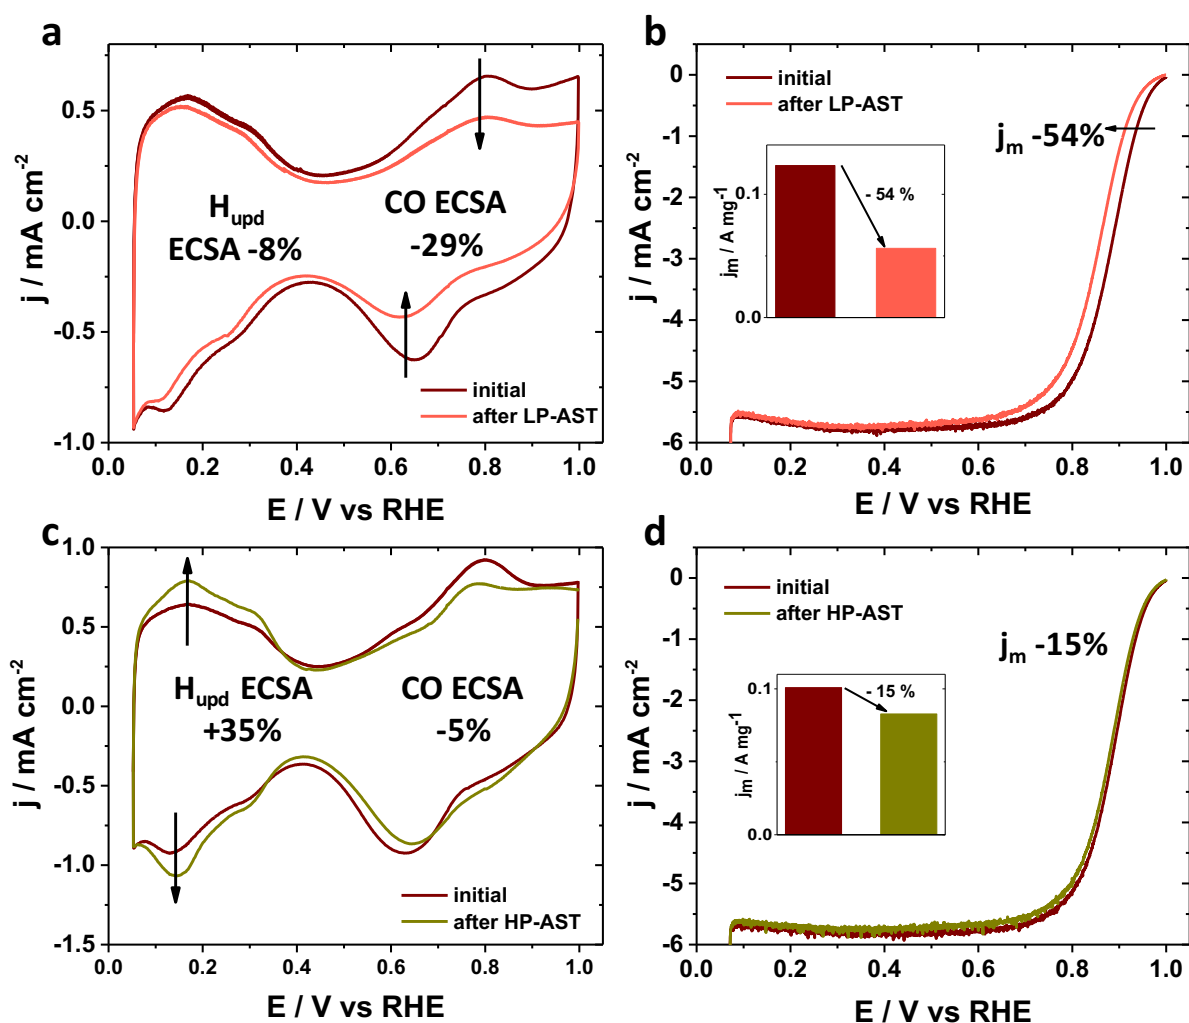 a
j / mA cm-2
0.5
0.0
-0.5
-1.0
Hupd
ECSA -8%
CO ECSA
-29%
initial
after LP-AST
0.0 0.2 0.4 0.6 0.8 1.0
E / V vs RHE
b
j / mA cm-2
0
-1
-2
-3
-4
-5
-6
initial
after LP-AST
jm -54%
jm / A mg-1
0.1
0.0
- 54 %
0.0 0.2 0.4 0.6 0.8 1.0
E / V vs RHE
c
j / mA cm-2
1.0
0.5
0.0
-0.5
-1.0
-1.5
Hupd ECSA
+35%
CO ECSA
-5%
initial
after HP-AST
0.0 0.2 0.4 0.6 0.8 1.0
E / V vs RHE
d
j / mA cm-2
0
-1
-2
-3
-4
-5
-6
initial
after HP-AST
jm -15%
jm / A mg-1
0.1
0.0
- 15 %
0.0 0.2 0.4 0.6 0.8 1.0
E / V vs RHE